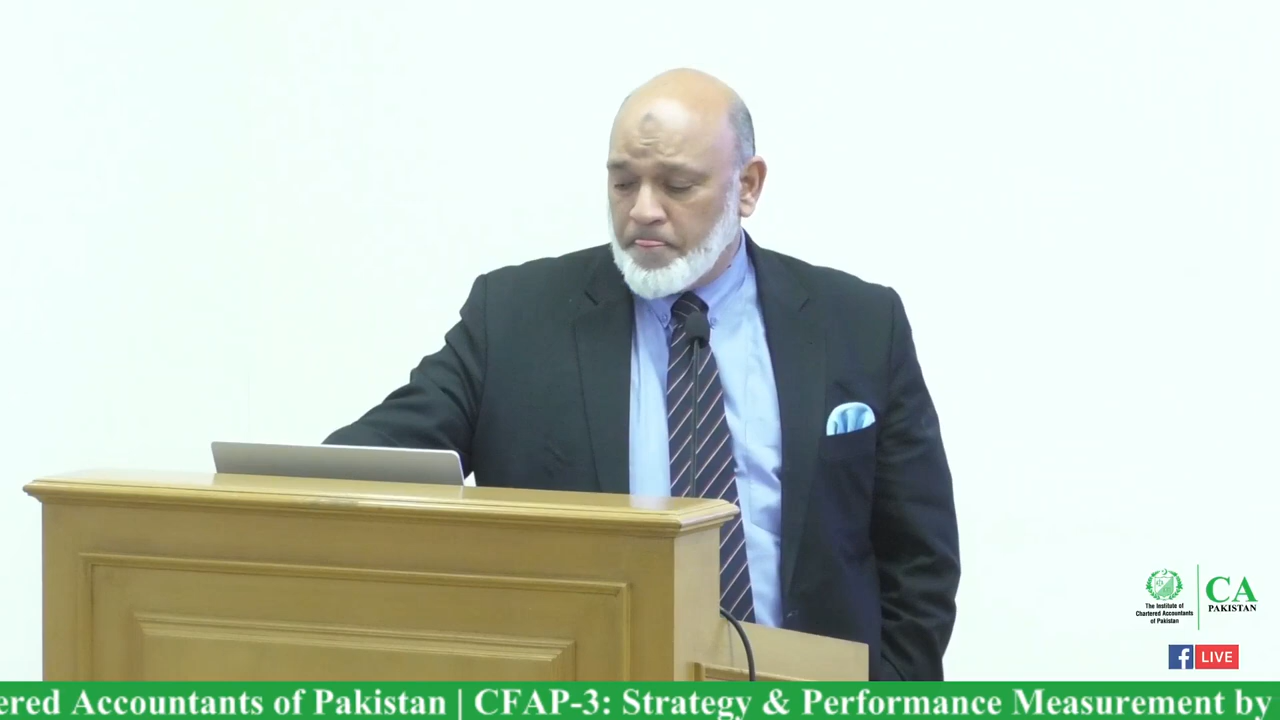 The Institute of
Chartered Accountants
of Pakistan
CA
PAKISTAN
f LIVE
ered Accountants of Pakistan | CFAP-3: Strategy & Performance Measurement by